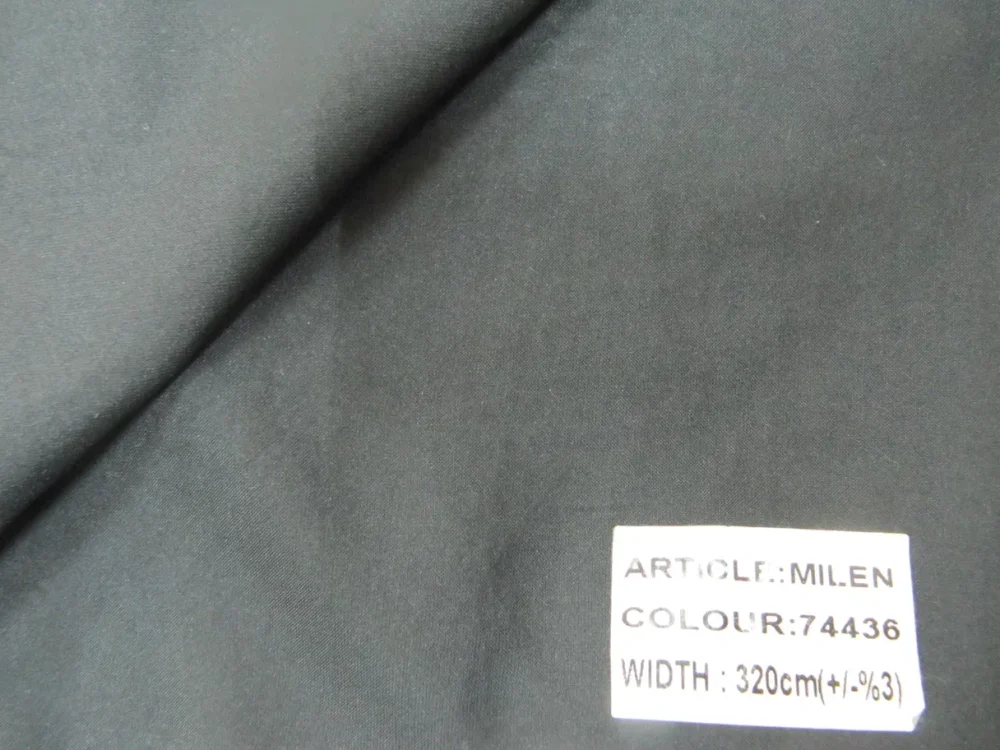 ARTICLE:MILEN
COLOUR:74436
WIDTH : 320cm(+/-%3)